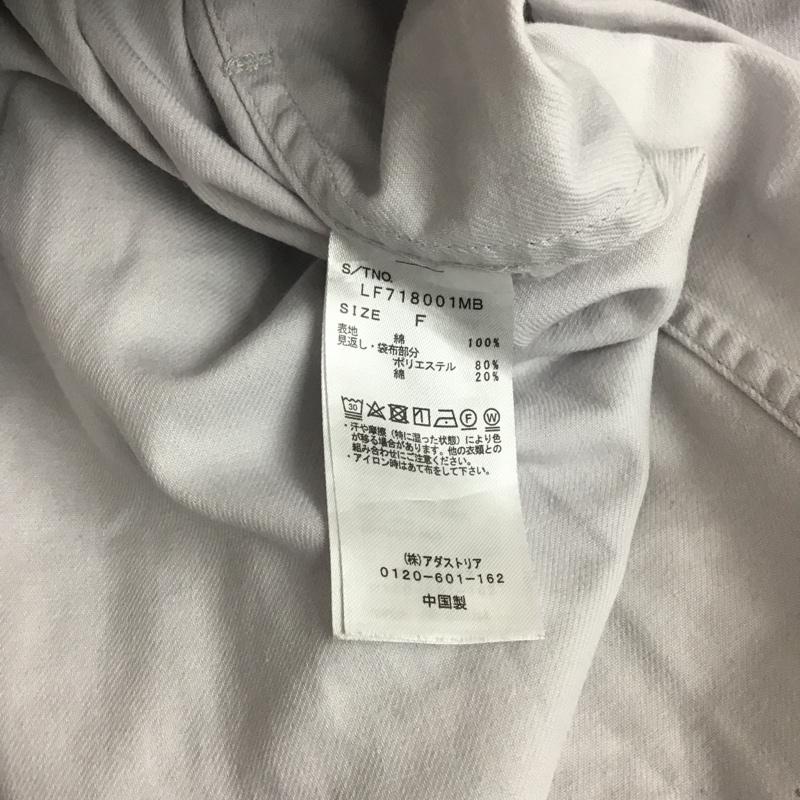 S/TNO.
LF718001MB
SIZE F
表地 綿 100%
見返し・袋布部分
ポリエステル 80%
綿 20%
30 F W
・汗や摩擦（特に湿った状態）により色
が移る場合があります。他の衣類との
組み合わせにご注意ください。
・アイロン時はあて布をして下さい。
(株)アダストリア
0120-601-162
中国製